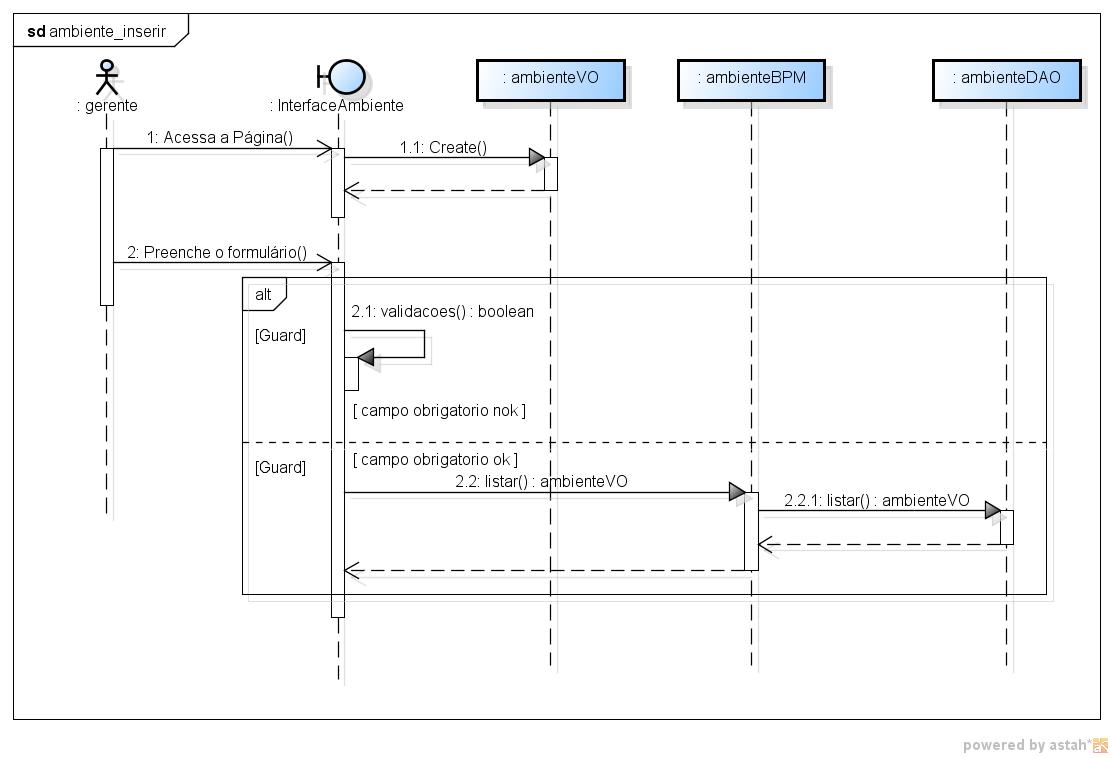 sd ambiente_inserir
: gerente
: InterfaceAmbiente
: ambienteVO
: ambienteBPM
: ambienteDAO
1: Acessa a Página()
1.1: Create()
2: Preenche o formulário()
alt
2.1: validacoes() : boolean
[Guard]
[ campo obrigatorio nok ]
[Guard]
[ campo obrigatorio ok ]
2.2: listar() : ambienteVO
2.2.1: listar() : ambienteVO
powered by astah*